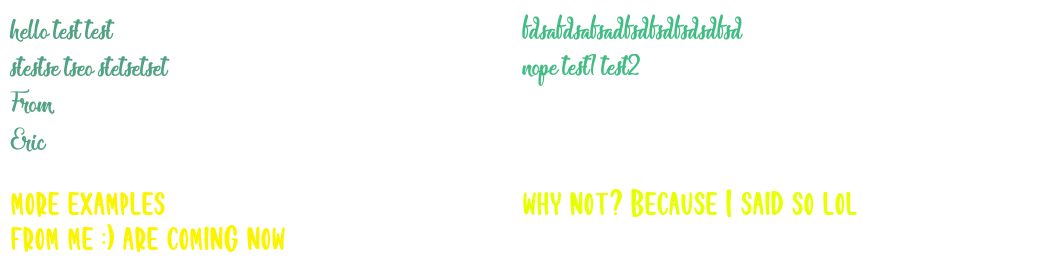 hello test test
stestse tseo stetsetset
From,
Eric
fdsafdsafsadfsdfsdfsdsdfsd
nope test1 test2
MORE EXAMPLES
FROM ME :) ARE COMING NOW
WHY NOT? BECAUSE I SAID SO LOL